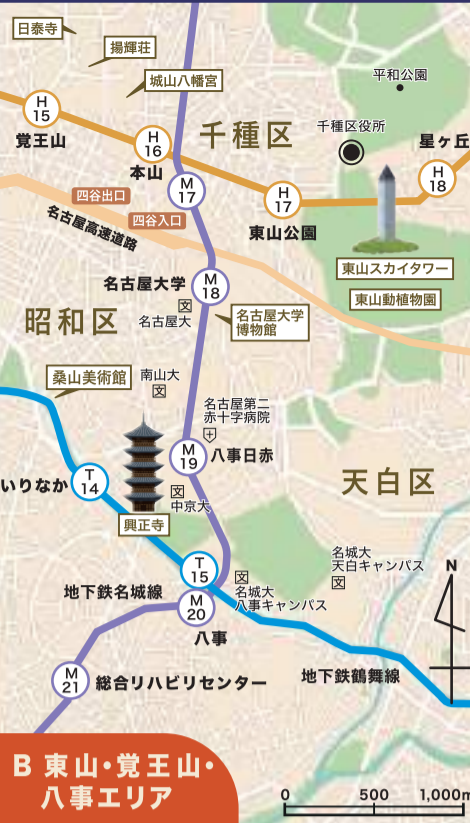 日泰寺
揚輝荘
城山八幡宮
平和公園
千種区役所
千種区
星ヶ丘
H
15
覚王山
H
16
本山
M
17
H
17
東山公園
H
18
四谷出口
四谷入口
名古屋高速道路
東山スカイタワー
東山動植物園
名古屋大学
M
18
文
名古屋大
名古屋大学
博物館
昭和区
桑山美術館
南山大
文
名古屋第二
赤十字病院
M
19
八事日赤
いりなか
T
14
文
中京大
興正寺
天白区
T
15
地下鉄名城線
M
20
八事
文
名城大
八事キャンパス
名城大
天白キャンパス
文
N
M
21
総合リハビリセンター
地下鉄鶴舞線
B 東山・覚王山・
八事エリア
0 500 1,000m